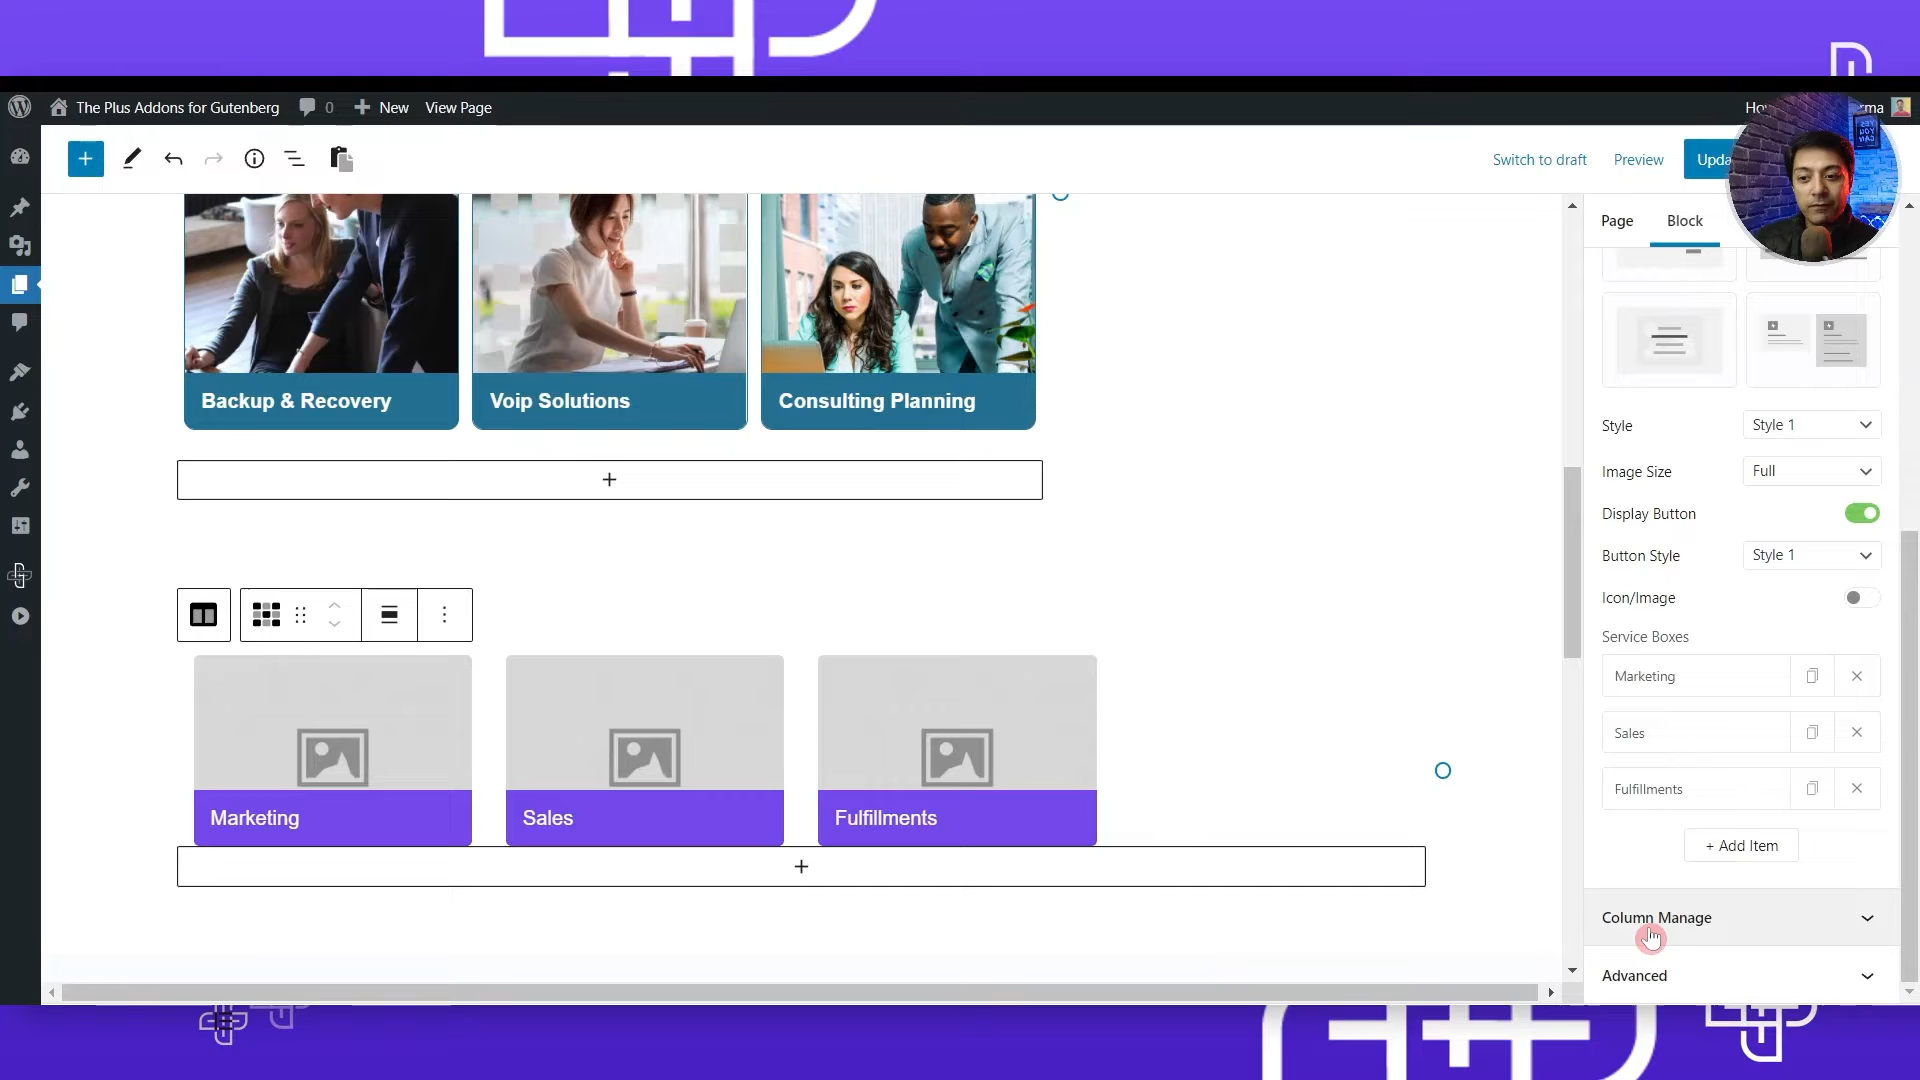 The Plus Addons for Gutenberg
0
New
View Page
Switch to draft
Preview
Page
Block
Backup & Recovery
Voip Solutions
Consulting Planning
Style
Style 1
Image Size
Full
Display Button
Button Style
Style 1
Icon/Image
Service Boxes
Marketing
Sales
Fulfillments
+ Add Item
Marketing
Sales
Fulfillments
Column Manage
Advanced